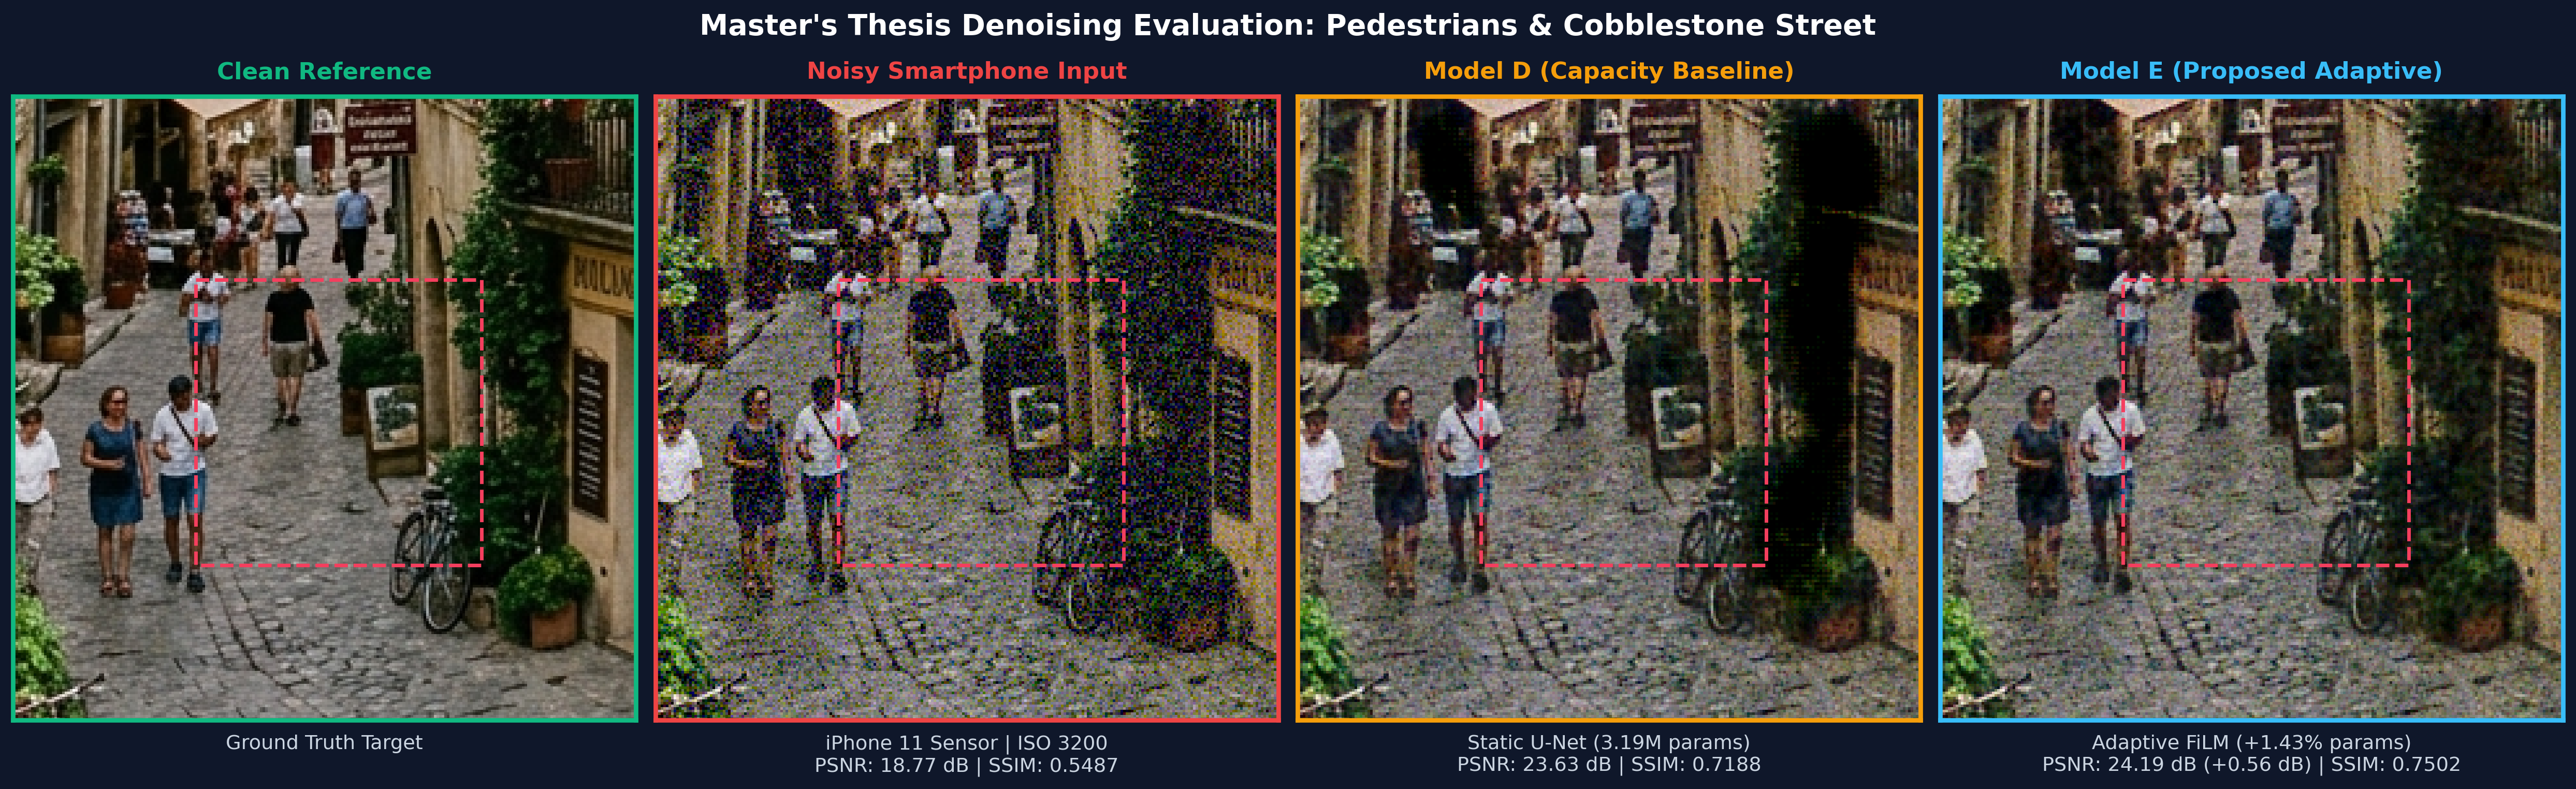 Master's Thesis Denoising Evaluation: Pedestrians & Cobblestone Street
Clean Reference
Noisy Smartphone Input
Model D (Capacity Baseline)
Model E (Proposed Adaptive)
Ground Truth Target
iPhone 11 Sensor | ISO 3200
PSNR: 18.77 dB | SSIM: 0.5487
Static U-Net (3.19M params)
PSNR: 23.63 dB | SSIM: 0.7188
Adaptive FiLM (+1.43% params)
PSNR: 24.19 dB (+0.56 dB) | SSIM: 0.7502